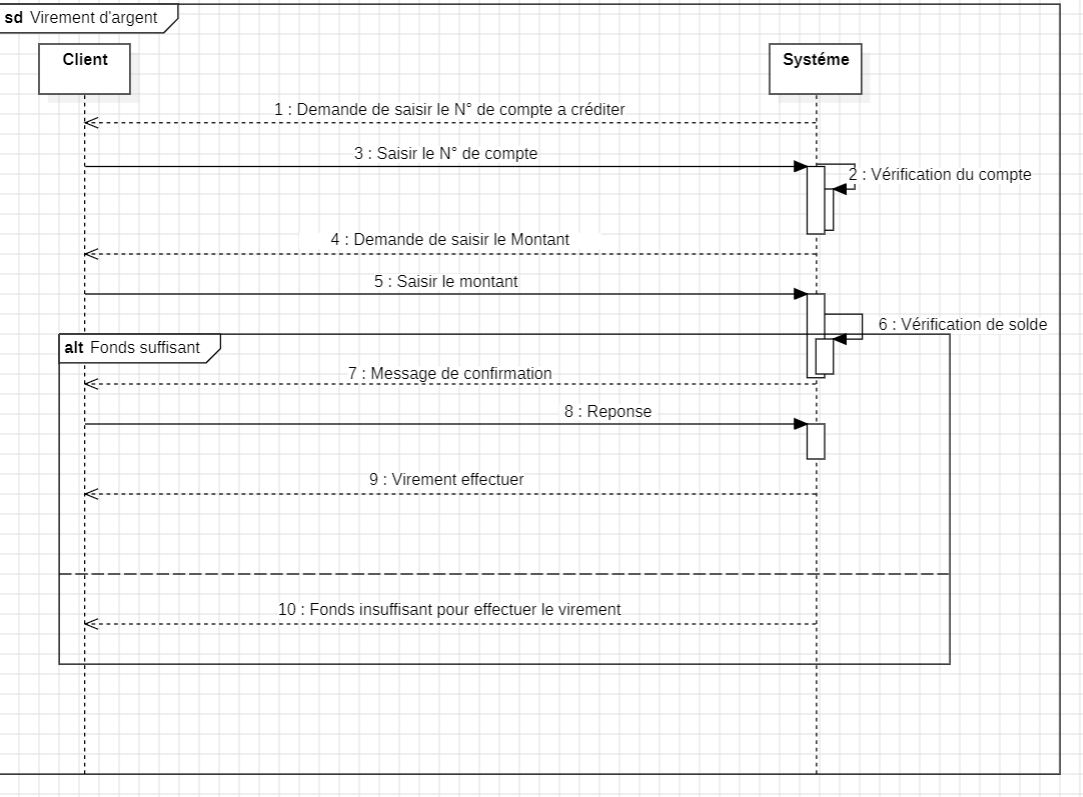 sd Virement d'argent
Client
Systéme
1 : Demande de saisir le N° de compte a créditer
3 : Saisir le N° de compte
2 : Vérification du compte
4 : Demande de saisir le Montant
5 : Saisir le montant
6 : Vérification de solde
alt Fonds suffisant
7 : Message de confirmation
8 : Reponse
9 : Virement effectuer
10 : Fonds insuffisant pour effectuer le virement